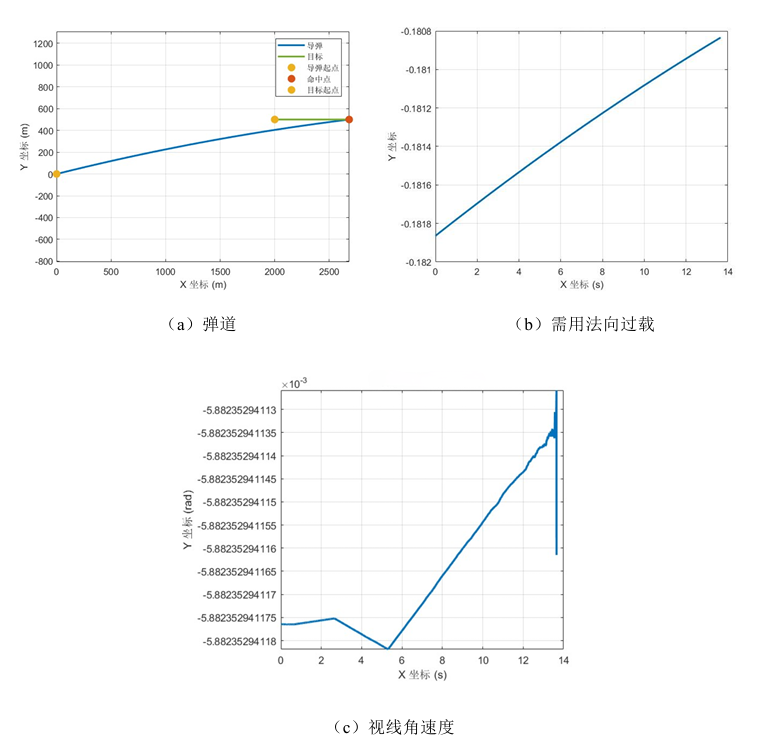 1200
1000
800
600
400
200
0
-200
-400
-600
-800
0 500 1000 1500 2000 2500
X 坐标 (m)
Y 坐标 (m)
导弹
目标
导弹起点
命中点
目标起点
(a) 弹道
-0.1808
-0.181
-0.1812
-0.1814
-0.1816
-0.1818
-0.182
0 2 4 6 8 10 12 14
X 坐标 (s)
Y 坐标
(b) 需用法向过载
×10-3
-5.88235294113
-5.882352941135
-5.88235294114
-5.882352941145
-5.88235294115
-5.882352941155
-5.88235294116
-5.882352941165
-5.88235294117
-5.882352941175
-5.88235294118
0 2 4 6 8 10 12 14
X 坐标 (s)
Y 坐标 (rad)
(c) 视线角速度